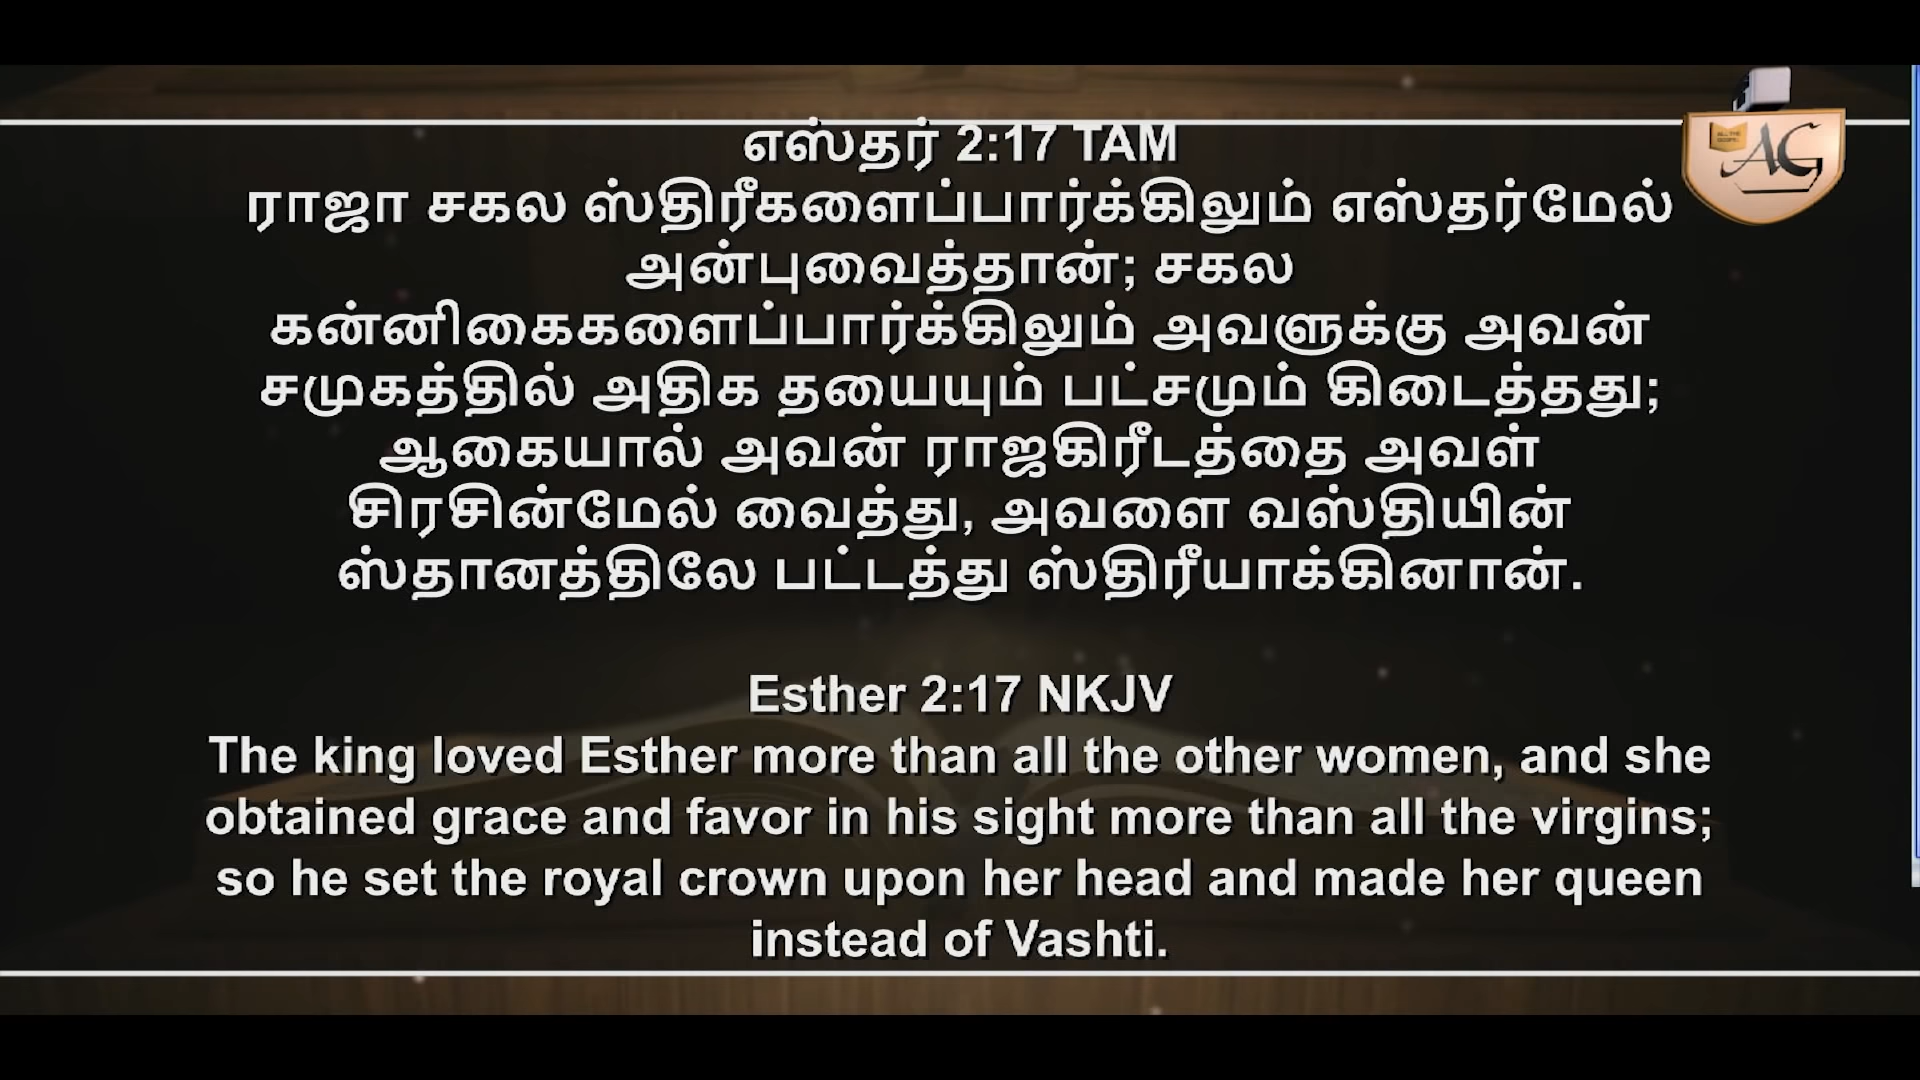 எஸ்தர் 2:17 TAM
ராஜா சகல ஸ்திரீகளைப்பார்க்கிலும் எஸ்தர்மேல்
அன்புவைத்தான்; சகல
கன்னிகைகளைப்பார்க்கிலும் அவளுக்கு அவன்
சமுகத்தில் அதிக தயையும் பட்சமும் கிடைத்தது;
ஆகையால் அவன் ராஜகிரீடத்தை அவள்
சிரசின்மேல் வைத்து, அவளை வஸ்தியின்
ஸ்தானத்திலே பட்டத்து ஸ்திரீயாக்கினான்.
Esther 2:17 NKJV
The king loved Esther more than all the other women, and she
obtained grace and favor in his sight more than all the virgins;
so he set the royal crown upon her head and made her queen
instead of Vashti.
AG